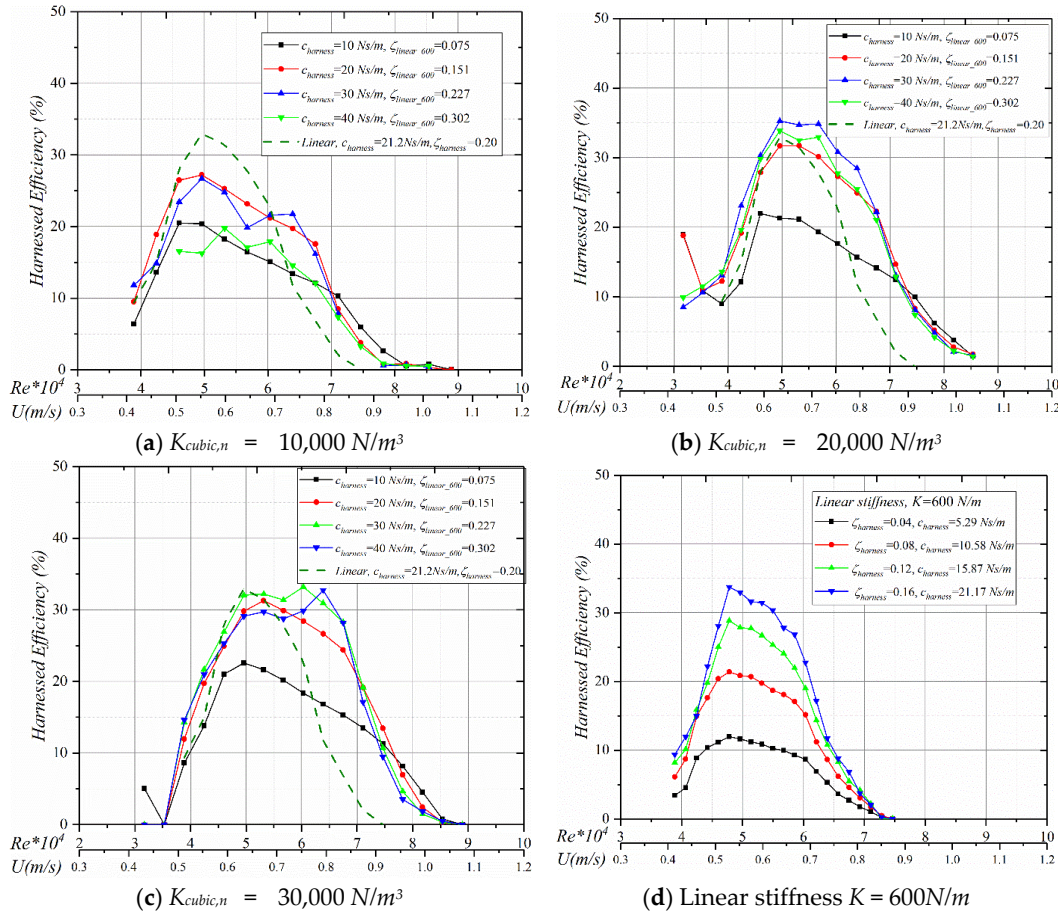 50
40
30
20
10
0
Harnessed Efficiency (%)
c_harness=10 Ns/m, ζ_linear_600=0.075
c_harness=20 Ns/m, ζ_linear_600=0.151
c_harness=30 Ns/m, ζ_linear_600=0.227
c_harness=40 Ns/m, ζ_linear_600=0.302
Linear, c_harness=21.2Ns/m,ζ_harness=0.20
Re*10⁴ 3 4 5 6 7 8 9 10
U(m/s) 0.3 0.4 0.5 0.6 0.7 0.8 0.9 1.0 1.1 1.2
(a) K_cubic,n = 10,000 N/m³
50
40
30
20
10
0
Harnessed Efficiency (%)
c_harness=10 Ns/m, ζ_linear_600=0.075
c_harness=20 Ns/m, ζ_linear_600=0.151
c_harness=30 Ns/m, ζ_linear_600=0.227
c_harness=40 Ns/m, ζ_linear_600=0.302
Linear, c_harness=21.2Ns/m,ζ_harness=0.20
Re*10⁴ 2 3 4 5 6 7 8 9 10
U(m/s) 0.3 0.4 0.5 0.6 0.7 0.8 0.9 1.0 1.1 1.2
(b) K_cubic,n = 20,000 N/m³
50
40
30
20
10
0
Harnessed Efficiency (%)
c_harness=10 Ns/m, ζ_linear_600=0.075
c_harness=20 Ns/m, ζ_linear_600=0.151
c_harness=30 Ns/m, ζ_linear_600=0.227
c_harness=40 Ns/m, ζ_linear_600=0.302
Linear, c_harness=21.2Ns/m,ζ_harness=0.20
Re*10⁴ 2 3 4 5 6 7 8 9 10
U(m/s) 0.3 0.4 0.5 0.6 0.7 0.8 0.9 1.0 1.1 1.2
(c) K_cubic,n = 30,000 N/m³
50
40
30
20
10
0
Harnessed Efficiency (%)
Linear stiffness, K=600 N/m
ζ_harness=0.04, c_harness=5.29 Ns/m
ζ_harness=0.08, c_harness=10.58 Ns/m
ζ_harness=0.12, c_harness=15.87 Ns/m
ζ_harness=0.16, c_harness=21.17 Ns/m
Re*10⁴ 3 4 5 6 7 8 9 10
U(m/s) 0.3 0.4 0.5 0.6 0.7 0.8 0.9 1.0 1.1 1.2
(d) Linear stiffness K = 600N/m